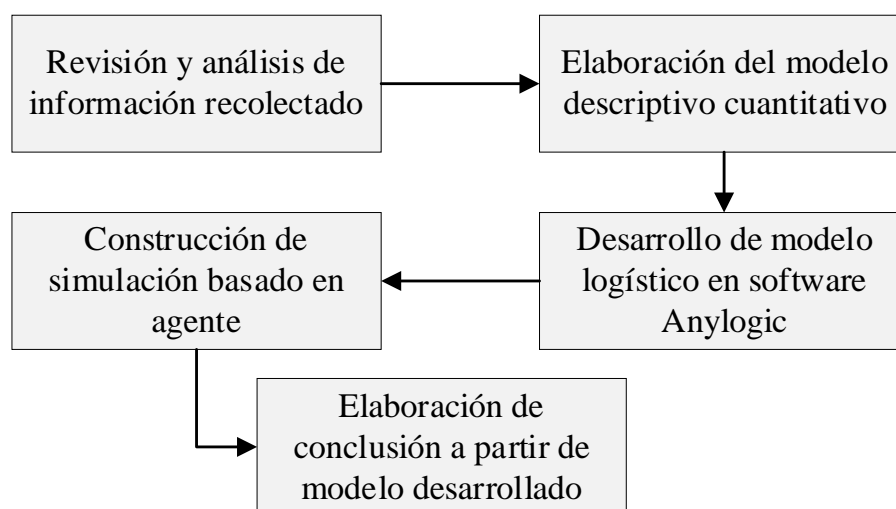 Revisión y análisis de
información recolectado
Elaboración del modelo
descriptivo cuantitativo
Desarrollo de modelo
logístico en software
Anylogic
Construcción de
simulación basado en
agente
Elaboración de
conclusión a partir de
modelo desarrollado